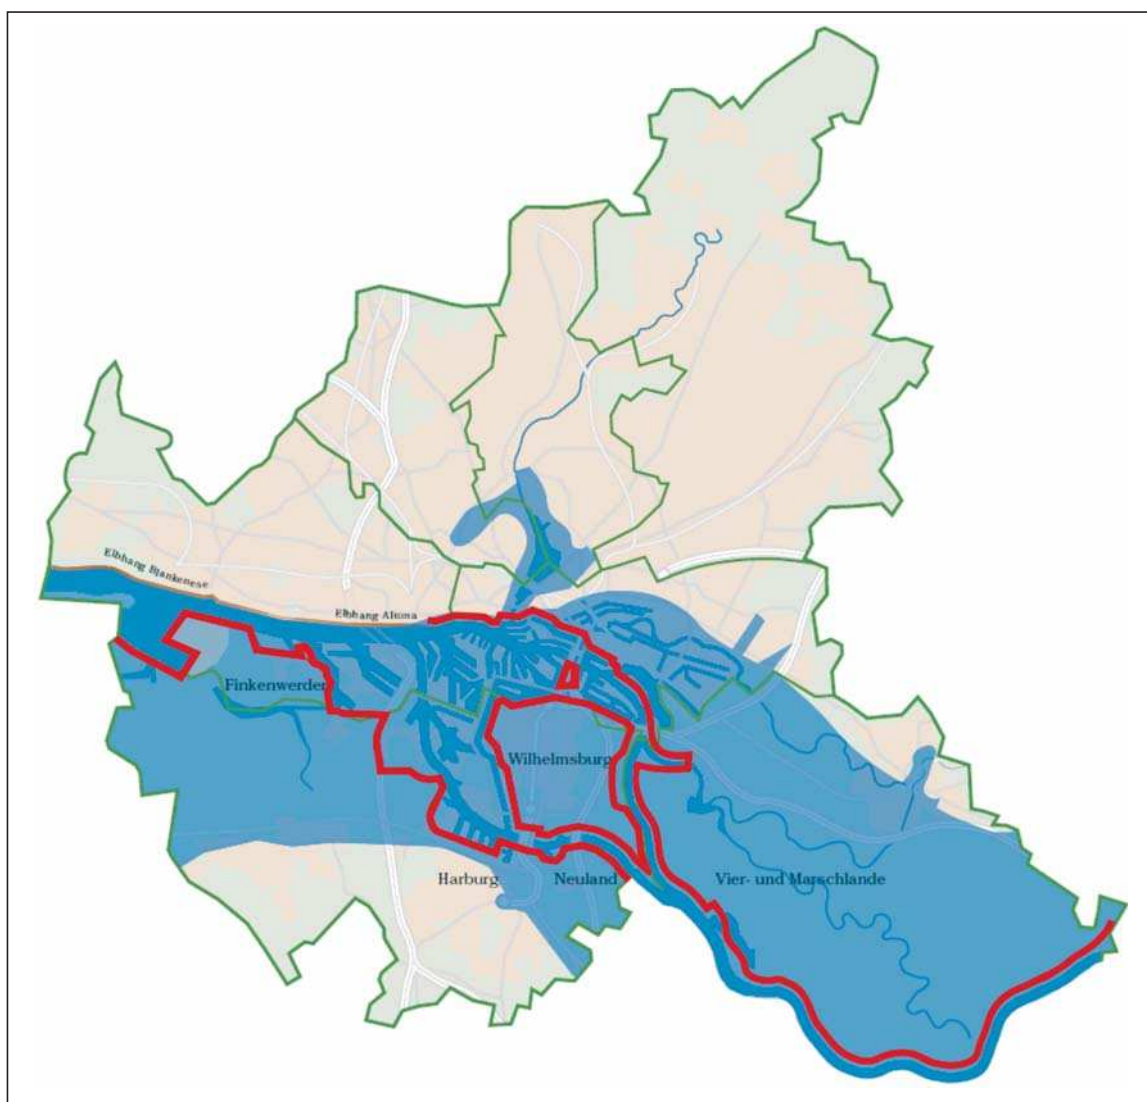 Elbhang Blankenese
Elbhang Altona
Finkenwerder
Wilhelmsburg
Harburg
Neuland
Vier- und Marschlande